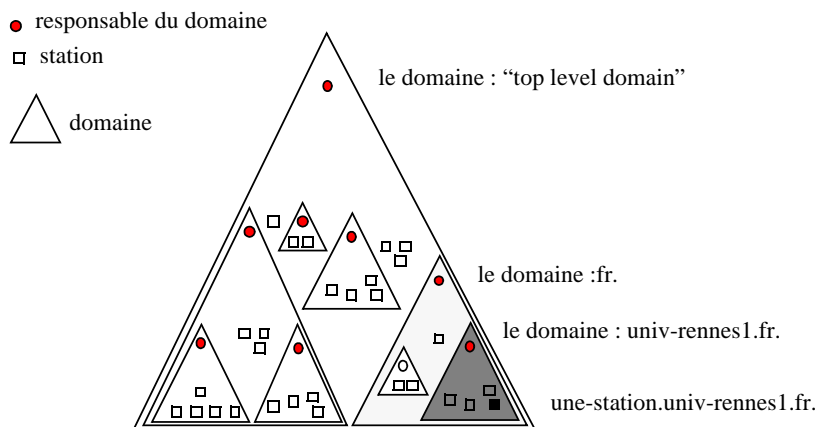 responsable du domaine
station
domaine
le domaine : “top level domain”
le domaine :fr.
le domaine : univ-rennes1.fr.
une-station.univ-rennes1.fr.